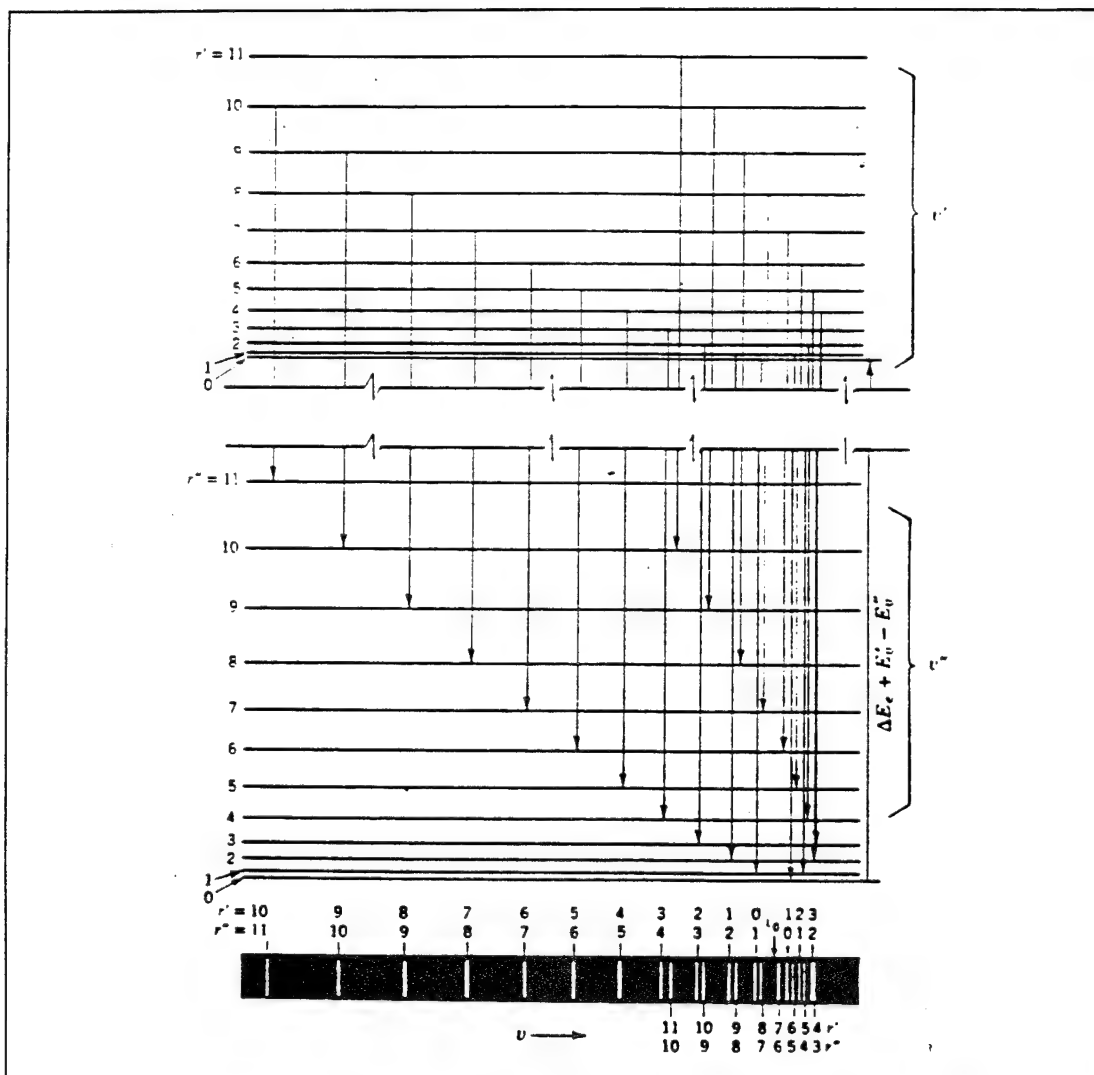 r' = 11
10
9
8
6
5
4
3
2
1
0
v'
r" = 11
10
9
8
7
6
5
4
3
2
1
0
ΔE_e + E'_v − E"_v
v"
r' = 10 9 8 7 6 5 4 3 2 1 0 1 2 3
r" = 11 10 9 8 7 6 5 4 3 2 1 0 1 2
11 10 9 8 7 6 5 4 r'
10 9 8 7 6 5 4 3 r"
υ